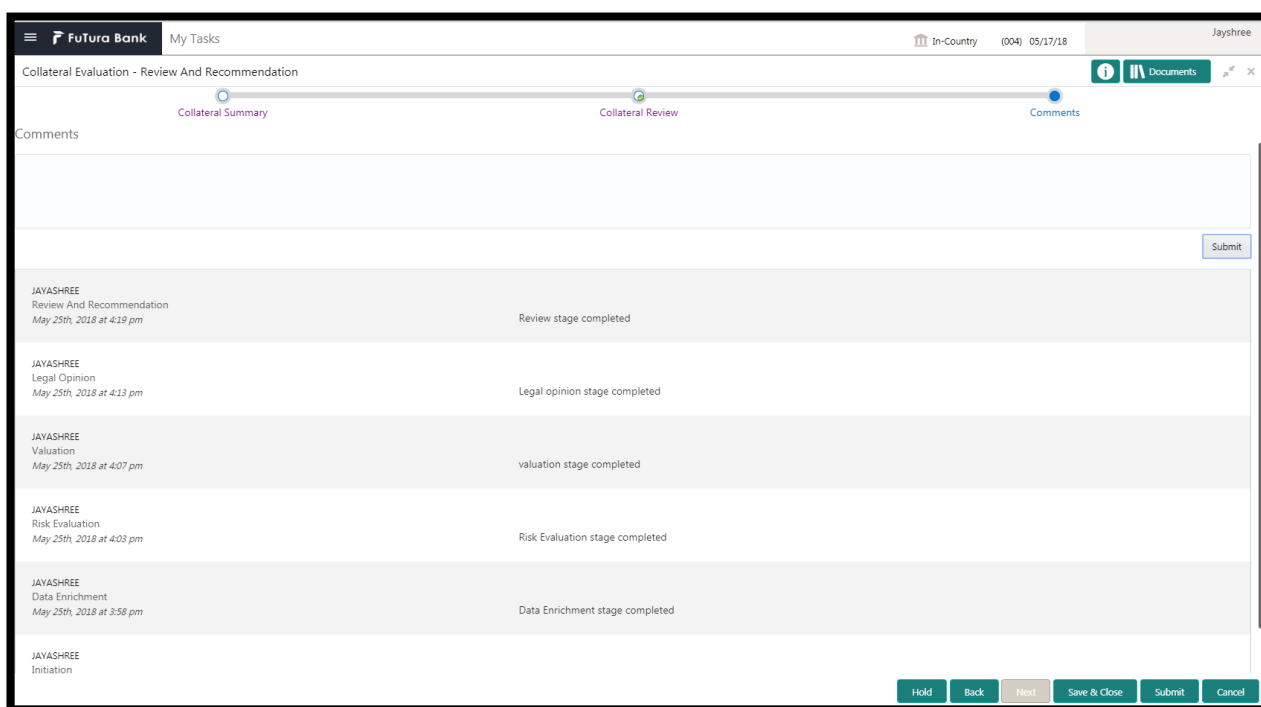 FuTura Bank My Tasks In-Country (004) 05/17/18 Jayshree
Collateral Evaluation - Review And Recommendation i Documents
Collateral Summary Collateral Review Comments
Comments
Submit
JAYASHREE
Review And Recommendation
May 25th, 2018 at 4:19 pm Review stage completed
JAYASHREE
Legal Opinion
May 25th, 2018 at 4:13 pm Legal opinion stage completed
JAYASHREE
Valuation
May 25th, 2018 at 4:07 pm valuation stage completed
JAYASHREE
Risk Evaluation
May 25th, 2018 at 4:03 pm Risk Evaluation stage completed
JAYASHREE
Data Enrichment
May 25th, 2018 at 3:58 pm Data Enrichment stage completed
JAYASHREE
Initiation
Hold Back Next Save & Close Submit Cancel